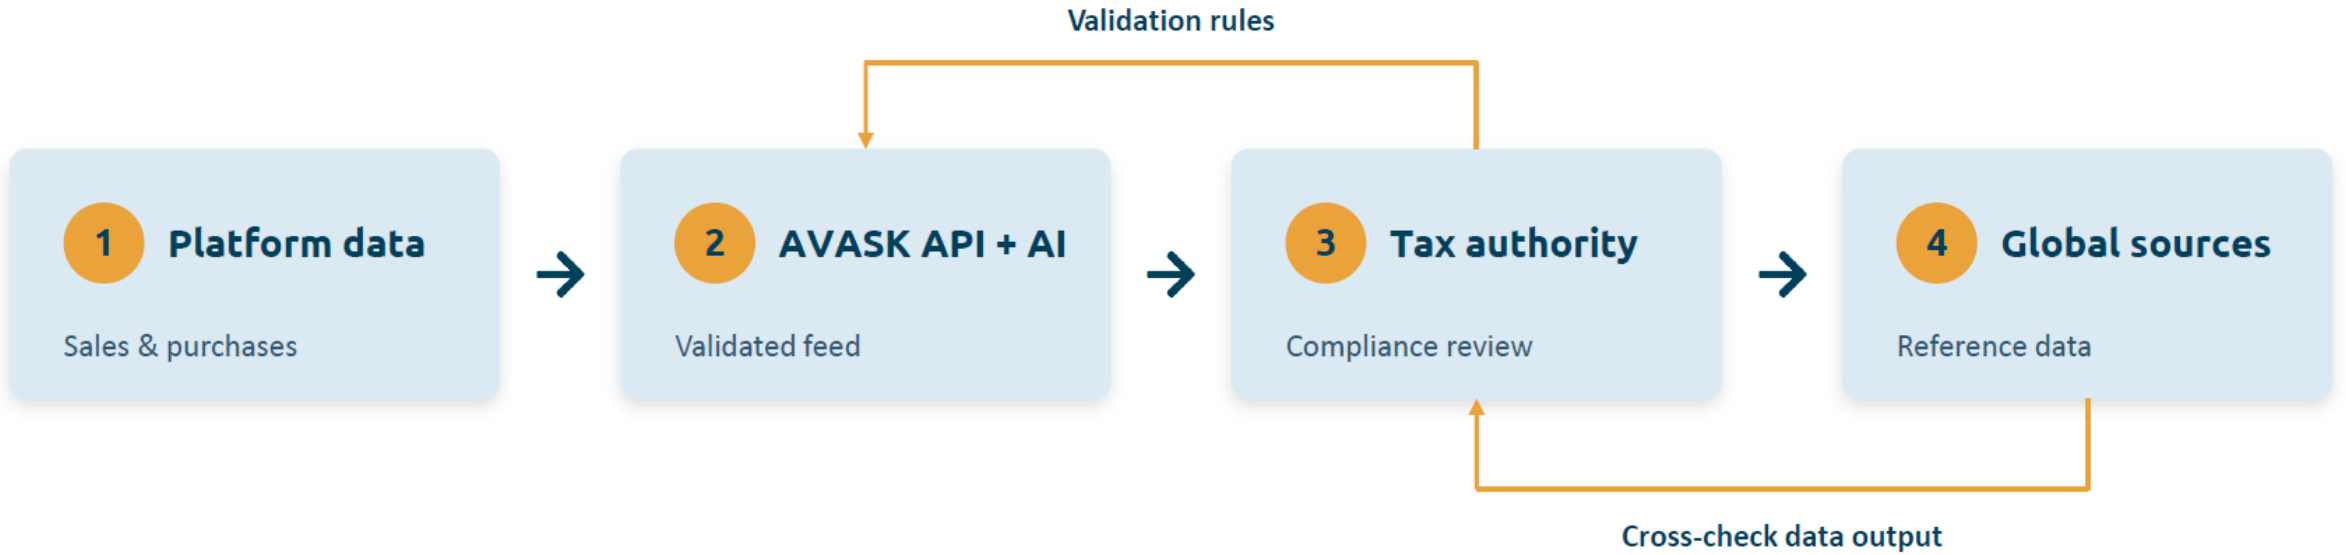 Validation rules
1 Platform data
Sales & purchases
2 AVASK API + AI
Validated feed
3 Tax authority
Compliance review
4 Global sources
Reference data
Cross-check data output